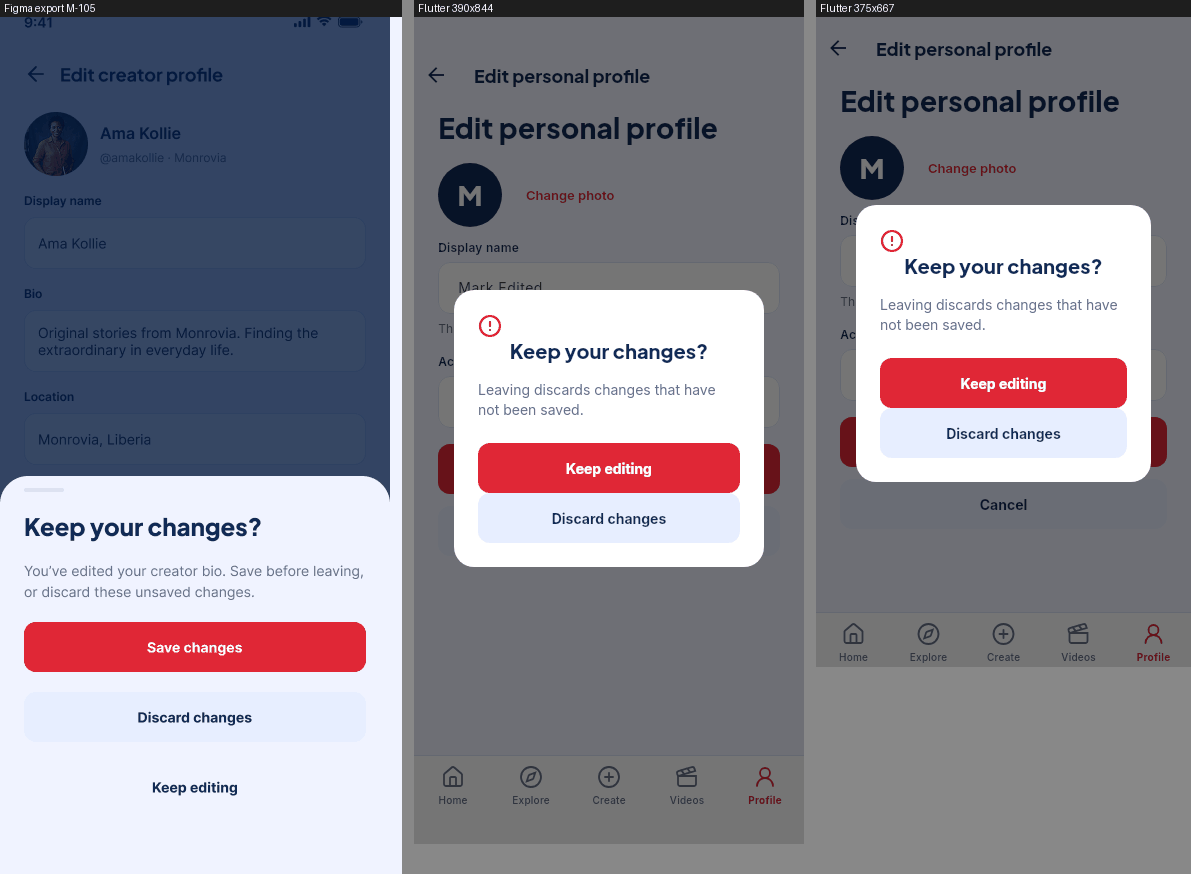 Figma export M-105
9:41
Edit creator profile
Ama Kollie
@amakollie · Monrovia
Display name
Ama Kollie
Bio
Original stories from Monrovia. Finding the
extraordinary in everyday life.
Location
Monrovia, Liberia
Keep your changes?
You’ve edited your creator bio. Save before leaving,
or discard these unsaved changes.
Save changes
Discard changes
Keep editing
Flutter 390x844
Edit personal profile
Edit personal profile
M
Change photo
Display name
Mark Edited
Th
Ac
Keep your changes?
Leaving discards changes that have
not been saved.
Keep editing
Discard changes
Home
Explore
Create
Videos
Profile
Flutter 375x667
Edit personal profile
Edit personal profile
M
Change photo
Dis
Th
Ac
Keep your changes?
Leaving discards changes that have
not been saved.
Keep editing
Discard changes
Cancel
Home
Explore
Create
Videos
Profile